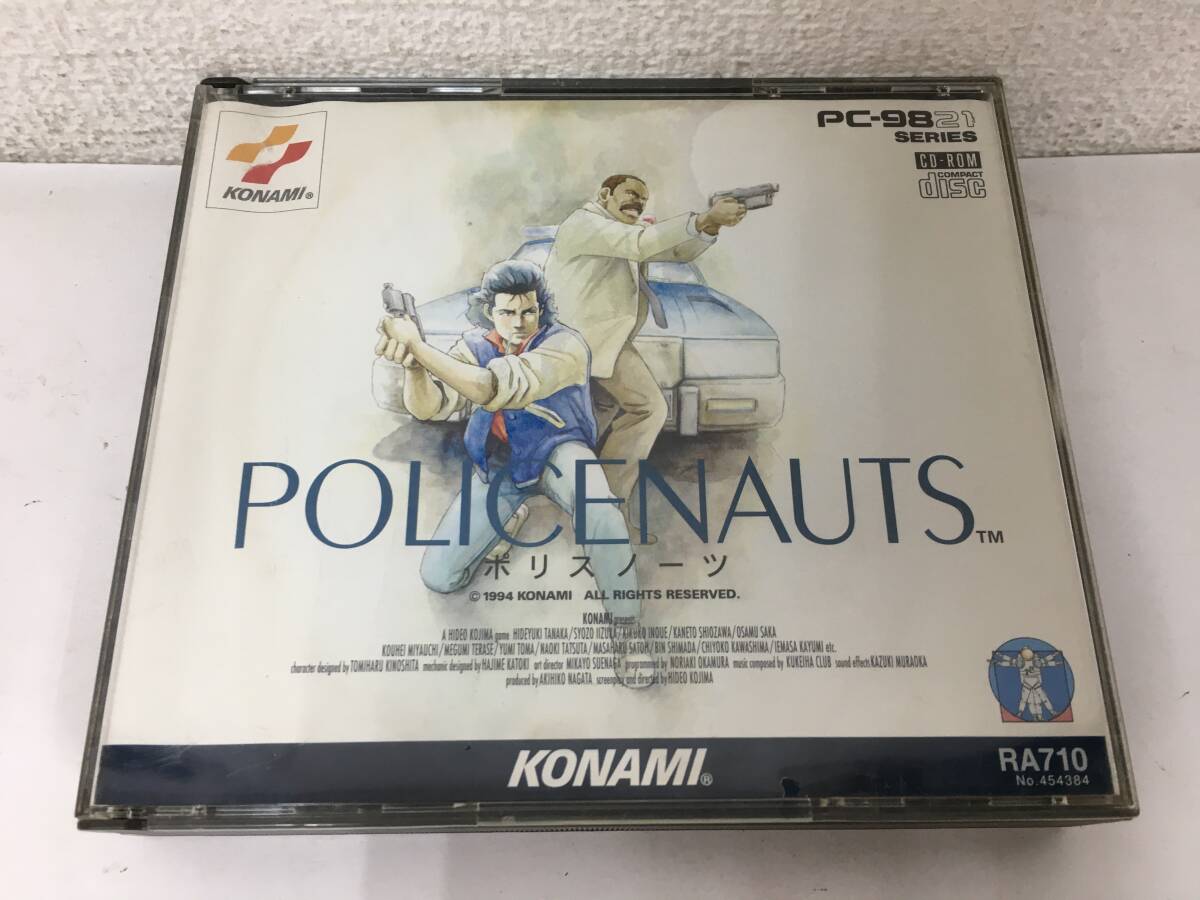 KONAMI®
PC-9821
SERIES
CD-ROM
COMPACT
disc
POLICENAUTS™
ポリスノーツ
© 1994 KONAMI ALL RIGHTS RESERVED.
KONAMI presents
A HIDEO KOJIMA game HIDEYUKI TANAKA/SYOZO IIZUKA/KIKUKO INOUE/KANETO SHIOZAWA/OSAMU SAKA
KOUHEI MIYAUCHI/MEGUMI TERASE/YUMI TOMA/NAOKI TATSUTA/MASAHARU SATOH/BIN SHIMADA/CHIYOKO KAWASHIMA/IEMASA KAYUMI etc.
character designed by TOMIHARU KINOSHITA mechanic designed by HAJIME KATOKI art director MIKAYO SUENAGA programmed by NORIAKI OKAMURA music composed by KUKEIHA CLUB sound effects KAZUKI MURAOKA
produced by AKIHIKO NAGATA screenplay and directed by HIDEO KOJIMA
KONAMI®
RA710
No.454384